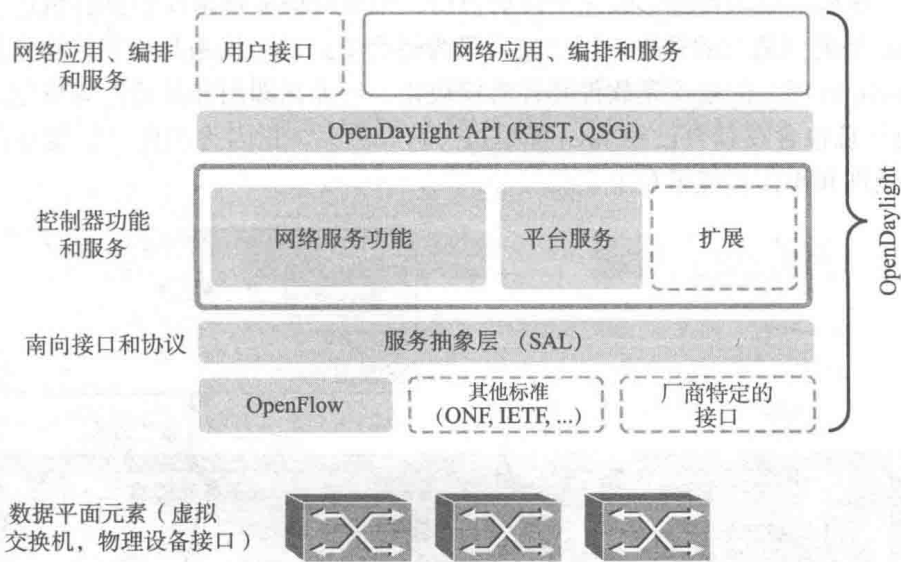 网络应用、编排
和服务
用户接口
网络应用、编排和服务
OpenDaylight API (REST, QSGi)
控制器功能
和服务
网络服务功能
平台服务
扩展
OpenDaylight
南向接口和协议
服务抽象层 （SAL）
OpenFlow
其他标准
(ONF, IETF, ...)
厂商特定的
接口
数据平面元素（虚拟
交换机，物理设备接口）